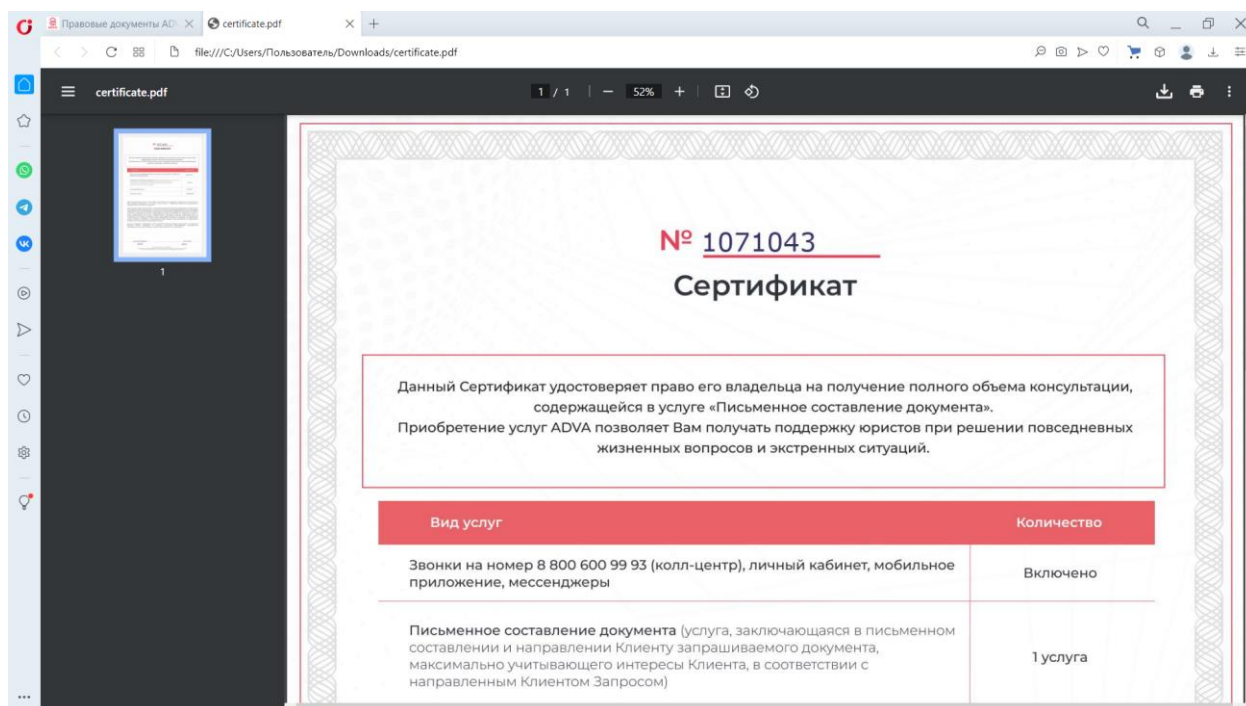 Правовые документы AD
certificate.pdf
file:///C:/Users/Пользователь/Downloads/certificate.pdf
certificate.pdf
1 / 1
52%
1
№ 1071043
Сертификат
Данный Сертификат удостоверяет право его владельца на получение полного объема консультации,
содержащейся в услуге «Письменное составление документа».
Приобретение услуг ADVA позволяет Вам получать поддержку юристов при решении повседневных
жизненных вопросов и экстренных ситуаций.
Вид услуг
Количество
Звонки на номер 8 800 600 99 93 (колл-центр), личный кабинет, мобильное
приложение, мессенджеры
Включено
Письменное составление документа (услуга, заключающаяся в письменном
составлении и направлении Клиенту запрашиваемого документа,
максимально учитывающего интересы Клиента, в соответствии с
направленным Клиентом Запросом)
1 услуга